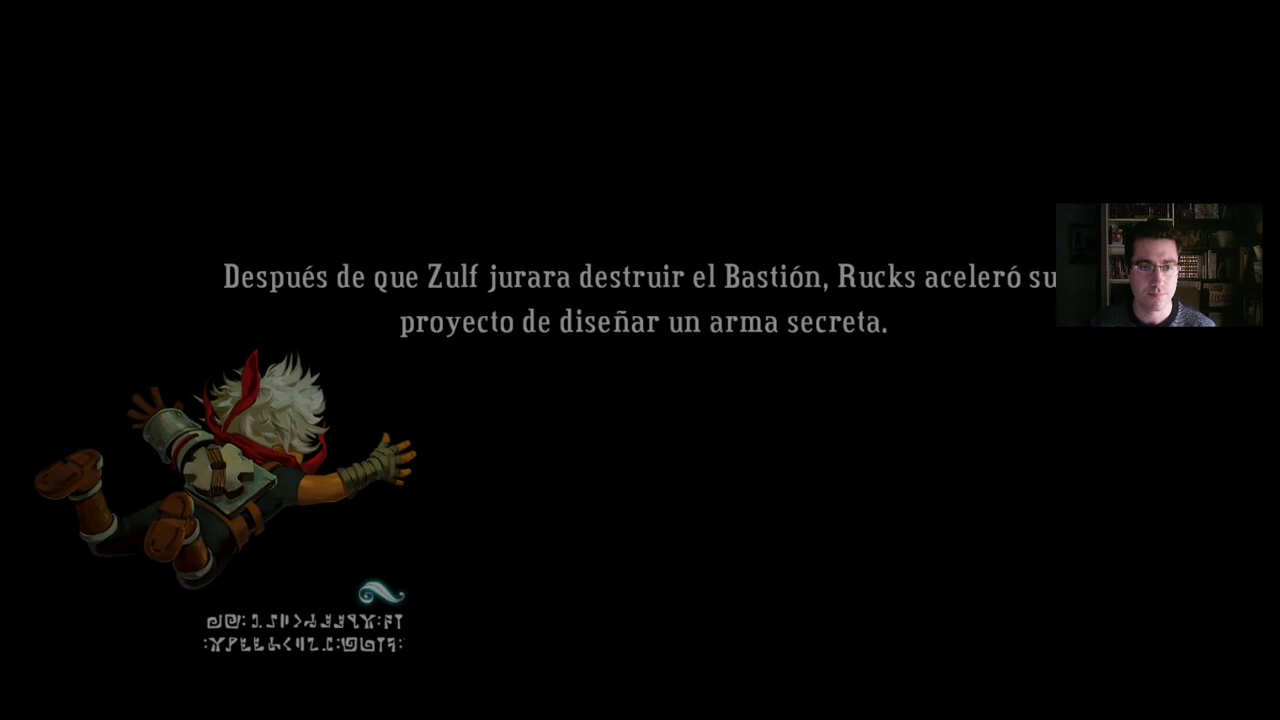 Después de que Zulf jurara destruir el Bastión, Rucks aceleró su
proyecto de diseñar un arma secreta.